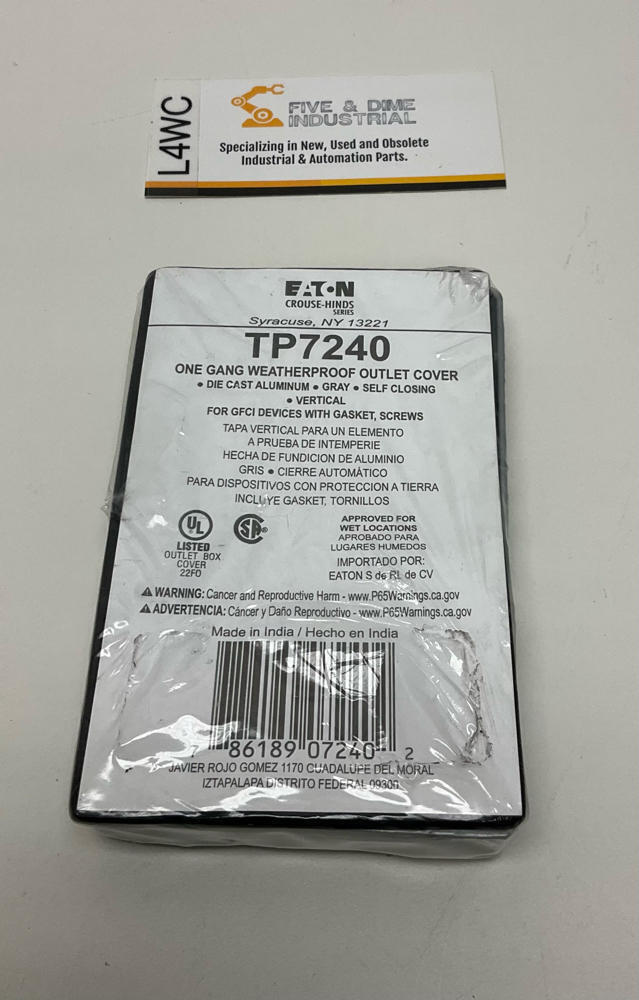 L4WC
FIVE & DIME
INDUSTRIAL
Specializing in New, Used and Obsolete
Industrial & Automation Parts.
EATON
CROUSE-HINDS
SERIES
Syracuse, NY 13221
TP7240
ONE GANG WEATHERPROOF OUTLET COVER
• DIE CAST ALUMINUM • GRAY • SELF CLOSING
• VERTICAL
FOR GFCI DEVICES WITH GASKET, SCREWS
TAPA VERTICAL PARA UN ELEMENTO
A PRUEBA DE INTEMPERIE
HECHA DE FUNDICION DE ALUMINIO
GRIS • CIERRE AUTOMÁTICO
PARA DISPOSITIVOS CON PROTECCION A TIERRA
INCLUYE GASKET, TORNILLOS
UL
LISTED
OUTLET BOX
COVER
22FO
SA
APPROVED FOR
WET LOCATIONS
APROBADO PARA
LUGARES HUMEDOS
IMPORTADO POR:
EATON S de RL de CV
WARNING: Cancer and Reproductive Harm - www.P65Warnings.ca.gov
ADVERTENCIA: Cáncer y Daño Reproductivo - www.P65Warnings.ca.gov
Made in India / Hecho en India
86189 07240 2
JAVIER ROJO GOMEZ 1170 GUADALUPE DEL MORAL
IZTAPALAPA DISTRITO FEDERAL 09300